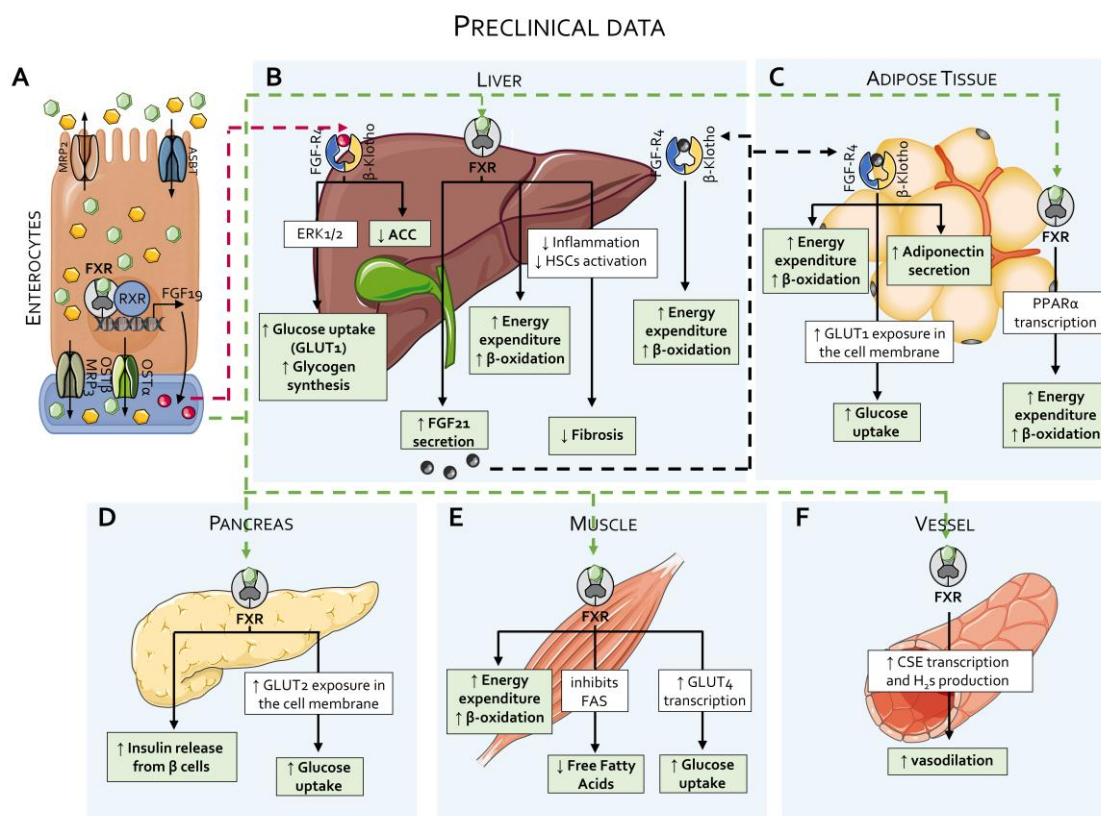 PRECLINICAL DATA
A
ENTEROCYTES
MRP2
ASBT
FXR
RXR
FGF19
MRP3
OSTβ
OSTα
B
LIVER
FGF-R4
β-Klotho
FXR
FGF-R4
β-Klotho
ERK1/2
↓ ACC
↓ Inflammation
↓ HSCs activation
↑ Glucose uptake
(GLUT1)
↑ Glycogen
synthesis
↑ Energy
expenditure
↑ β-oxidation
↑ Energy
expenditure
↑ β-oxidation
↑ FGF21
secretion
↓ Fibrosis
C
ADIPOSE TISSUE
FGF-R4
β-Klotho
FXR
↑ Energy
expenditure
↑ β-oxidation
↑ Adiponectin
secretion
PPARα
transcription
↑ GLUT1 exposure in
the cell membrane
↑ Glucose
uptake
↑ Energy
expenditure
↑ β-oxidation
D
PANCREAS
FXR
↑ GLUT2 exposure in
the cell membrane
↑ Insulin release
from β cells
↑ Glucose
uptake
E
MUSCLE
FXR
↑ Energy
expenditure
↑ β-oxidation
inhibits
FAS
↑ GLUT4
transcription
↓ Free Fatty
Acids
↑ Glucose
uptake
F
VESSEL
FXR
↑ CSE transcription
and H₂s production
↑ vasodilation